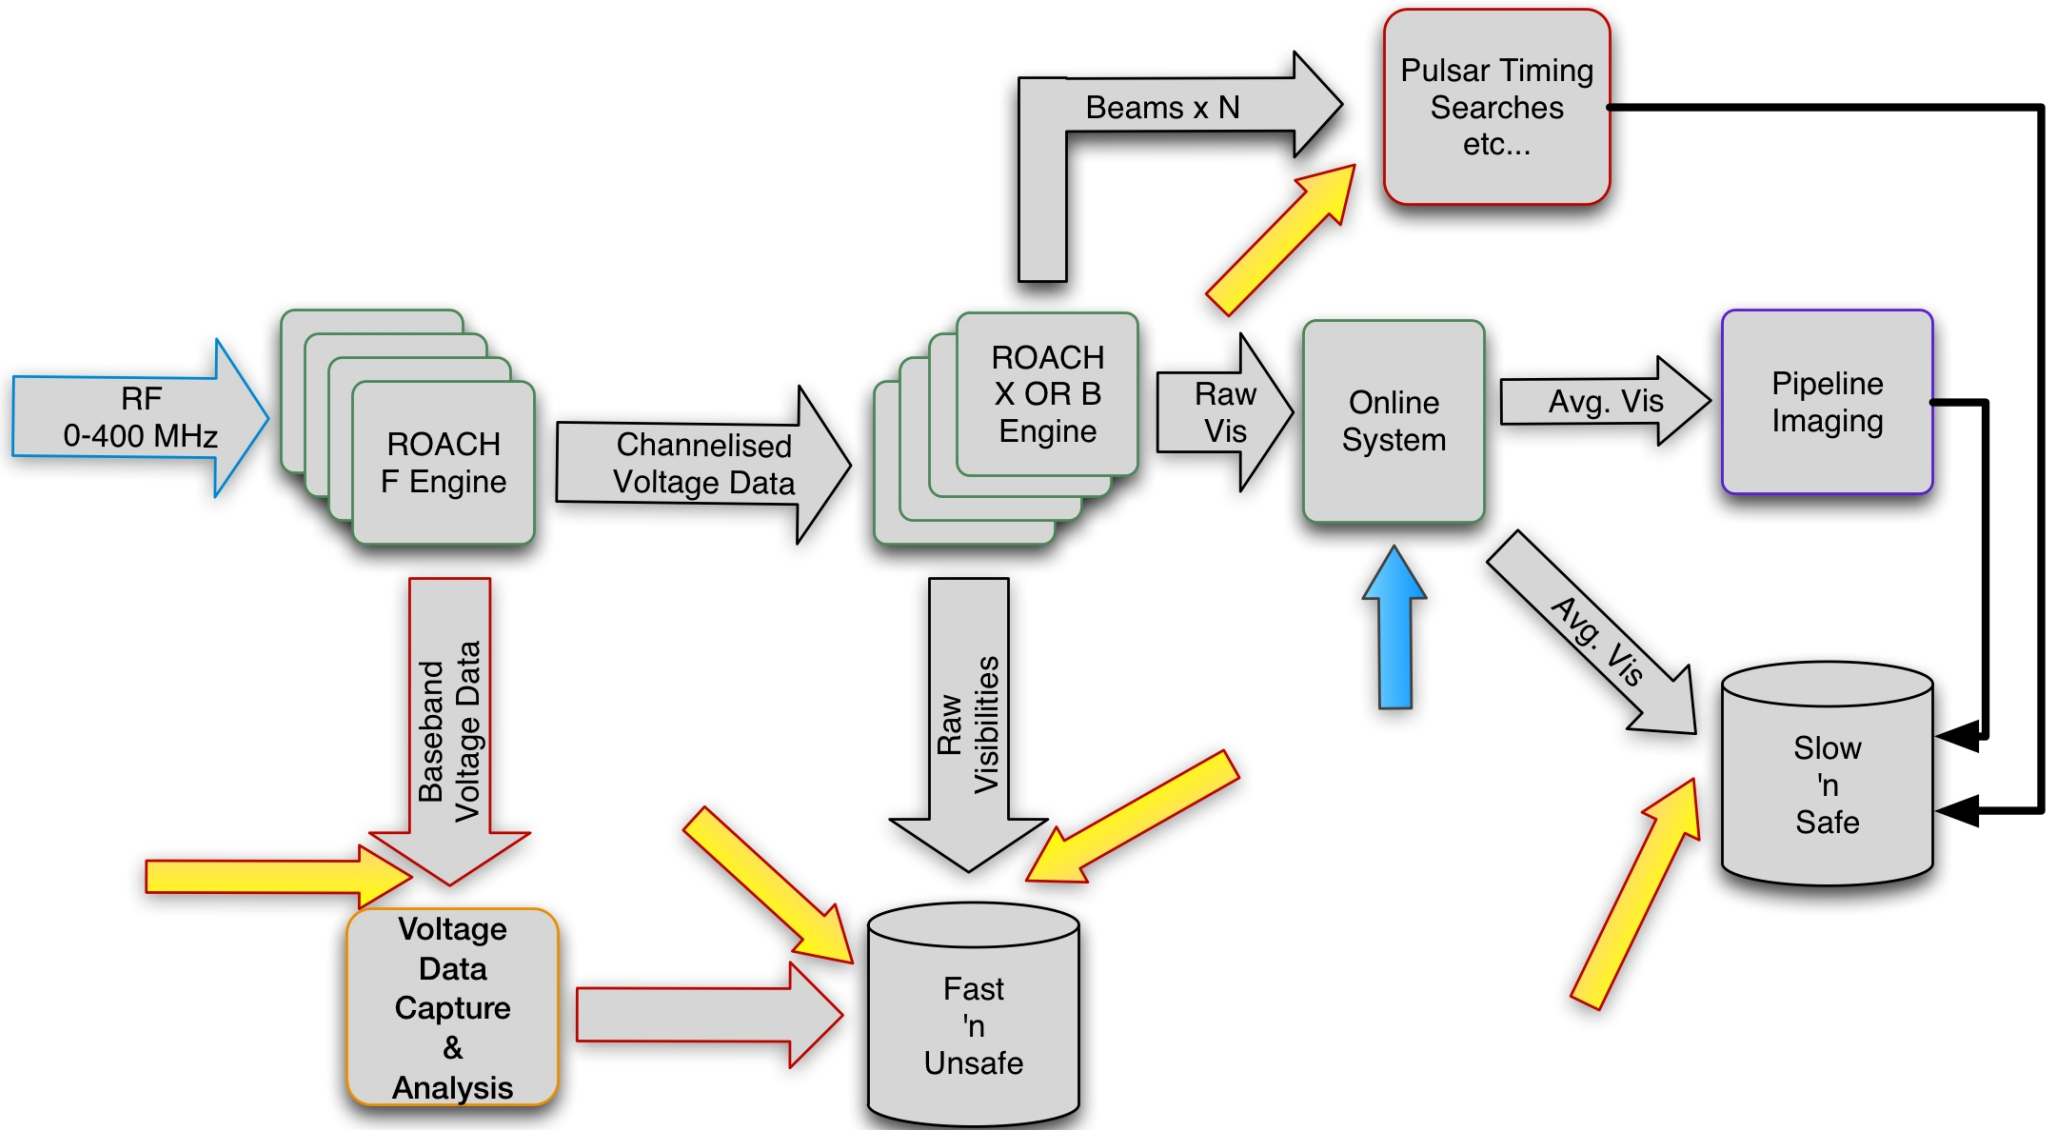 Pulsar Timing
Searches
etc...
Beams x N
RF
0-400 MHz
ROACH
F Engine
Channelised
Voltage Data
ROACH
X OR B
Engine
Raw
Vis
Online
System
Avg. Vis
Pipeline
Imaging
Baseband
Voltage Data
Raw
Visibilities
Avg. Vis
Slow
'n
Safe
Voltage
Data
Capture
&
Analysis
Fast
'n
Unsafe